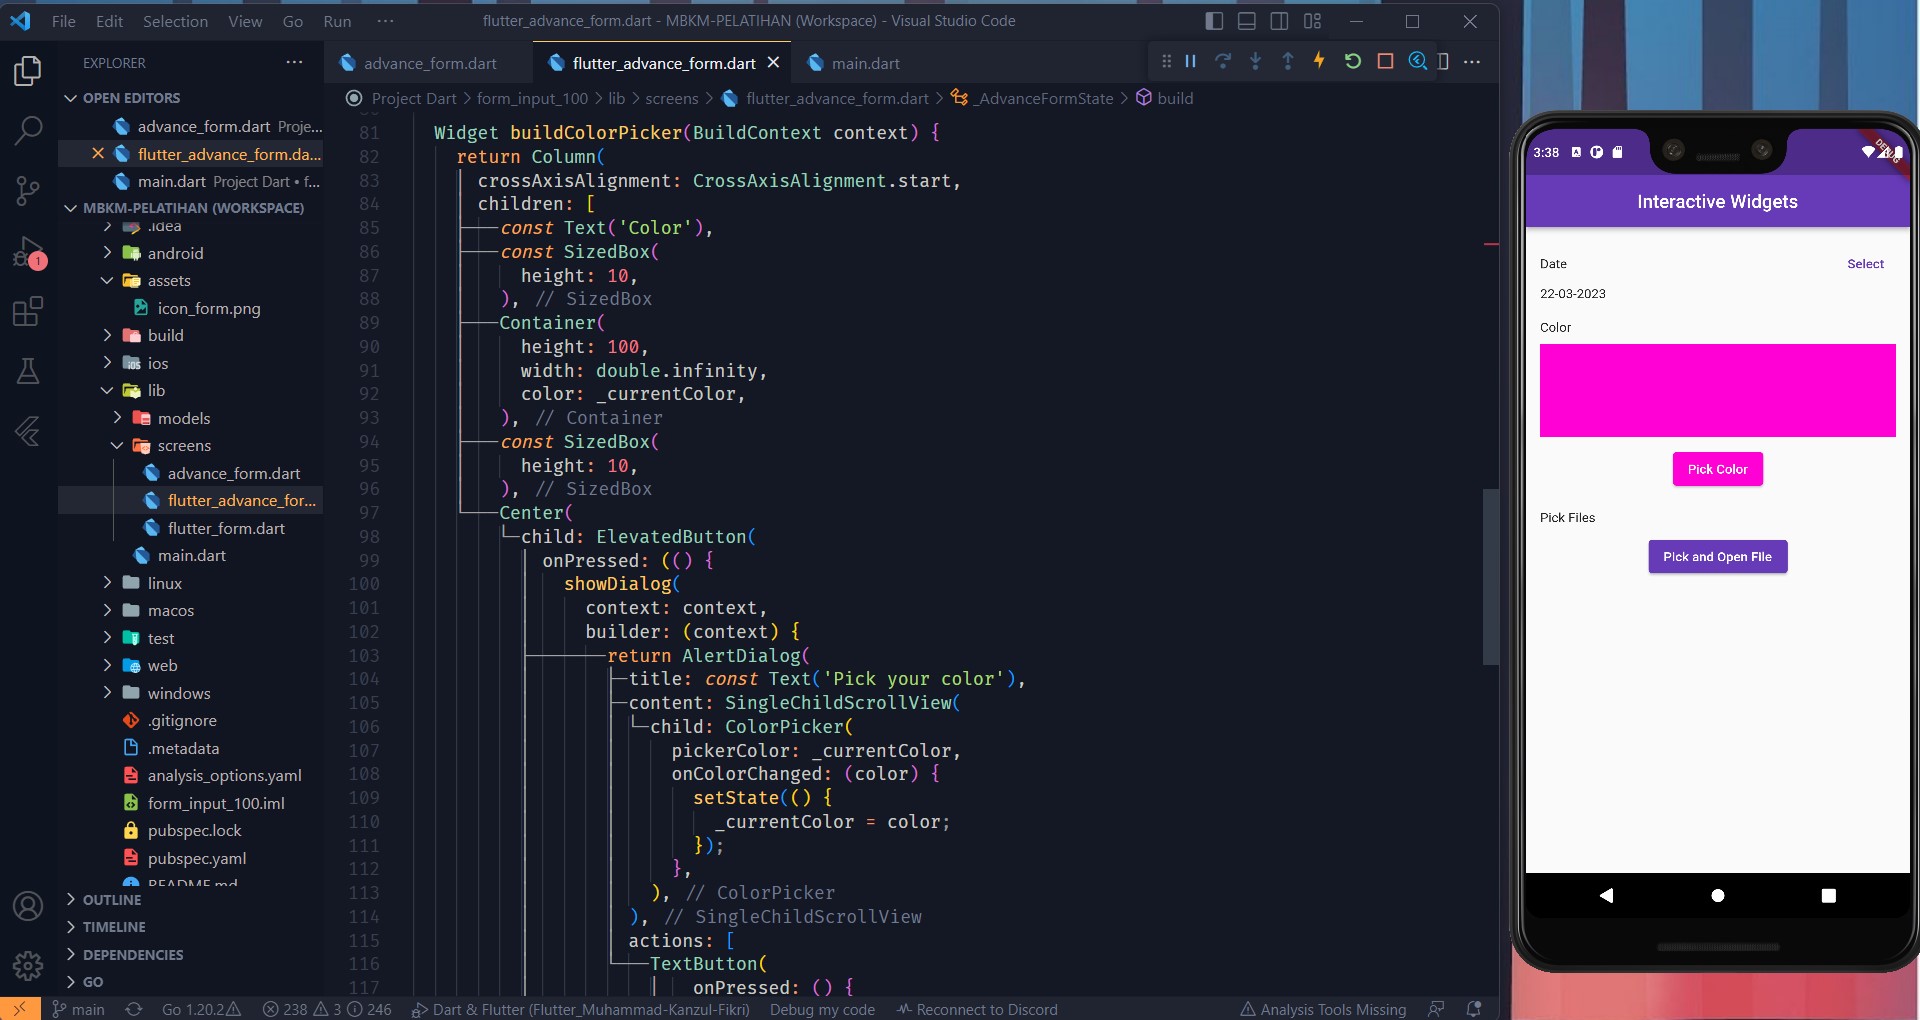 File Edit Selection View Go Run ···
flutter_advance_form.dart - MBKM-PELATIHAN (Workspace) - Visual Studio Code
EXPLORER ···
advance_form.dart
flutter_advance_form.dart
main.dart
OPEN EDITORS
advance_form.dart Proje...
flutter_advance_form.da...
main.dart Project Dart • f...
MBKM-PELATIHAN (WORKSPACE)
.idea
android
assets
icon_form.png
build
ios
lib
models
screens
advance_form.dart
flutter_advance_for...
flutter_form.dart
main.dart
linux
macos
test
web
windows
.gitignore
.metadata
analysis_options.yaml
form_input_100.iml
pubspec.lock
pubspec.yaml
README.md
OUTLINE
TIMELINE
DEPENDENCIES
GO
1
Project Dart > form_input_100 > lib > screens > flutter_advance_form.dart > _AdvanceFormState > build
81 Widget buildColorPicker(BuildContext context) {
82 return Column(
83 crossAxisAlignment: CrossAxisAlignment.start,
84 children: [
85 const Text('Color'),
86 const SizedBox(
87 height: 10,
88 ), // SizedBox
89 Container(
90 height: 100,
91 width: double.infinity,
92 color: _currentColor,
93 ), // Container
94 const SizedBox(
95 height: 10,
96 ), // SizedBox
97 Center(
98 child: ElevatedButton(
99 onPressed: (() {
100 showDialog(
101 context: context,
102 builder: (context) {
103 return AlertDialog(
104 title: const Text('Pick your color'),
105 content: SingleChildScrollView(
106 child: ColorPicker(
107 pickerColor: _currentColor,
108 onColorChanged: (color) {
109 setState(() {
110 _currentColor = color;
111 });
112 },
113 ), // ColorPicker
114 ), // SingleChildScrollView
115 actions: [
116 TextButton(
117 onPressed: () {
main Go 1.20.2 238 3 246 Dart & Flutter (Flutter_Muhammad-Kanzul-Fikri) Debug my code Reconnect to Discord Analysis Tools Missing
3:38
DEBUG
Interactive Widgets
Date Select
22-03-2023
Color
Pick Color
Pick Files
Pick and Open File